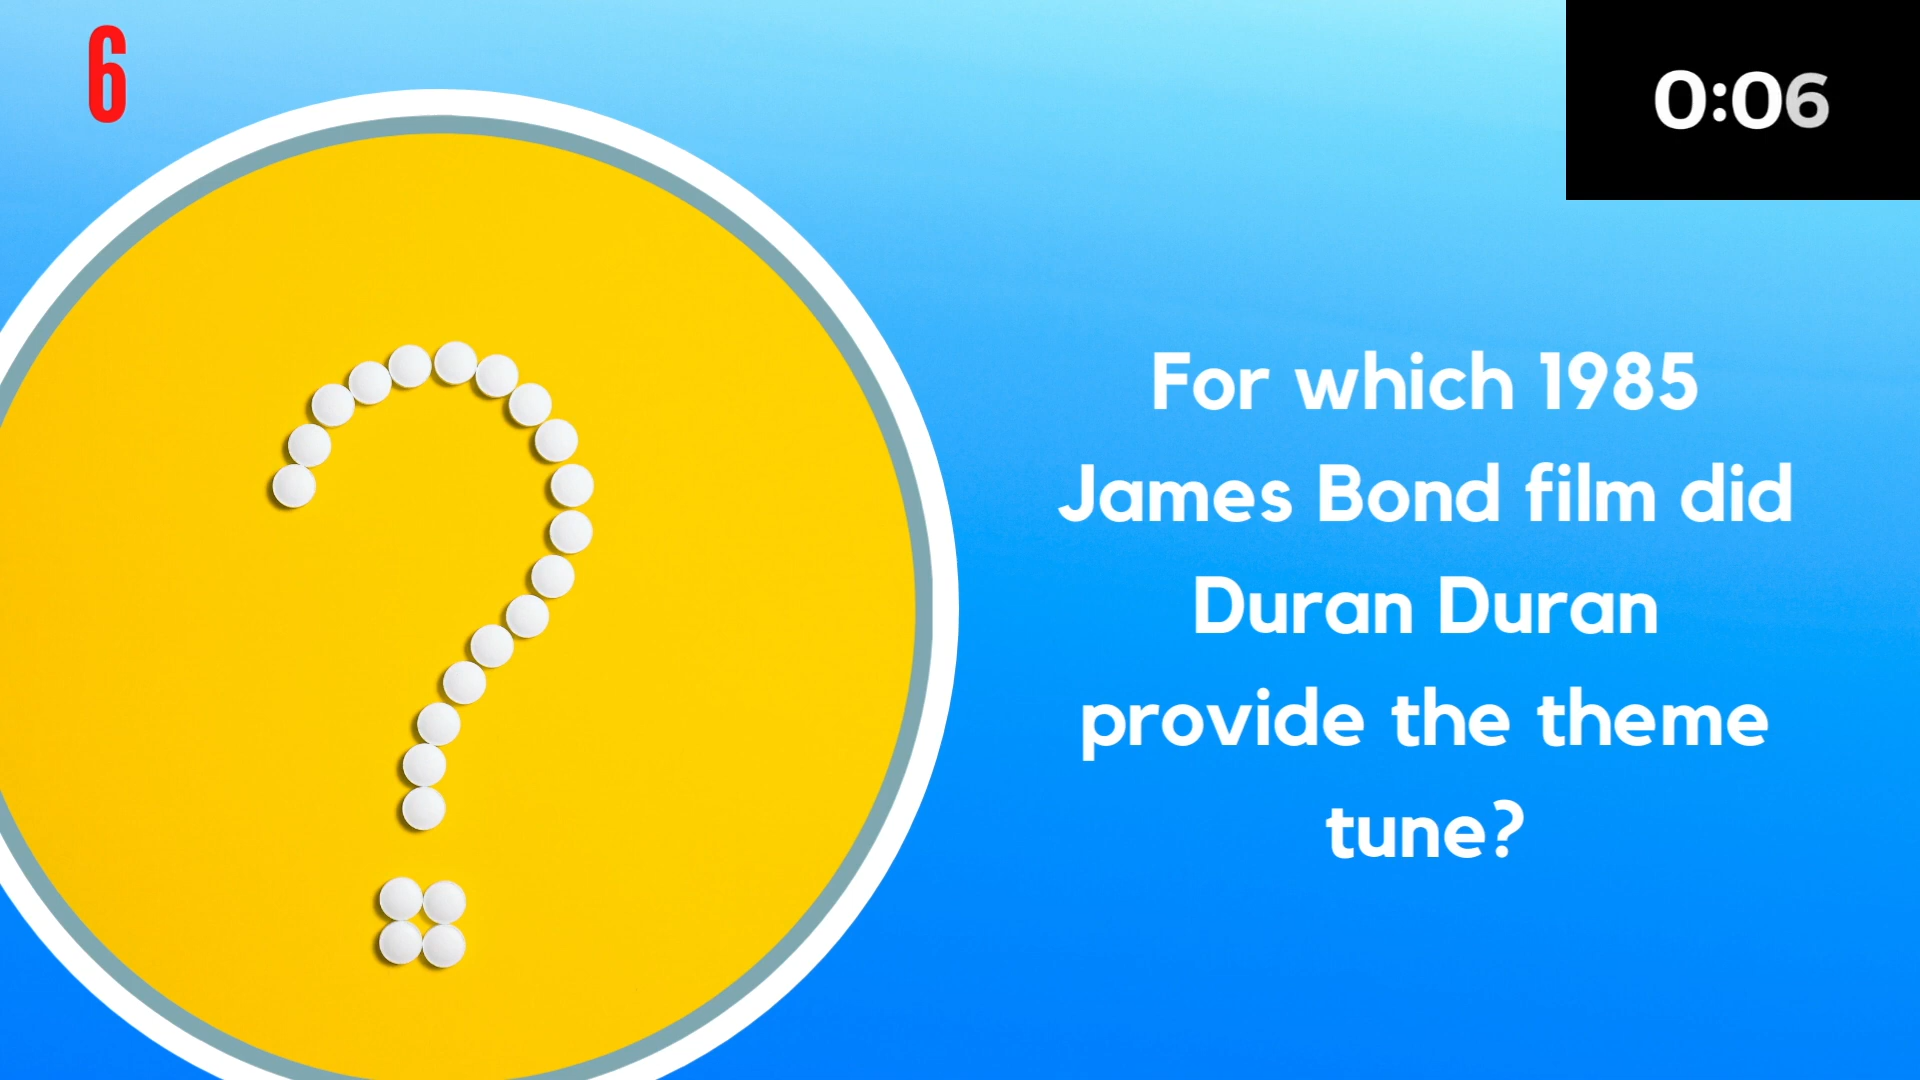 6
0:06
For which 1985
James Bond film did
Duran Duran
provide the theme
tune?